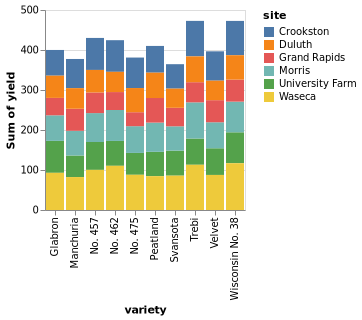 site
Crookston
Duluth
Grand Rapids
Morris
University Farm
Waseca
Sum of yield
500
400
300
200
100
0
Glabron
Manchuria
No. 457
No. 462
No. 475
Peatland
Svansota
Trebi
Velvet
Wisconsin No. 38
variety